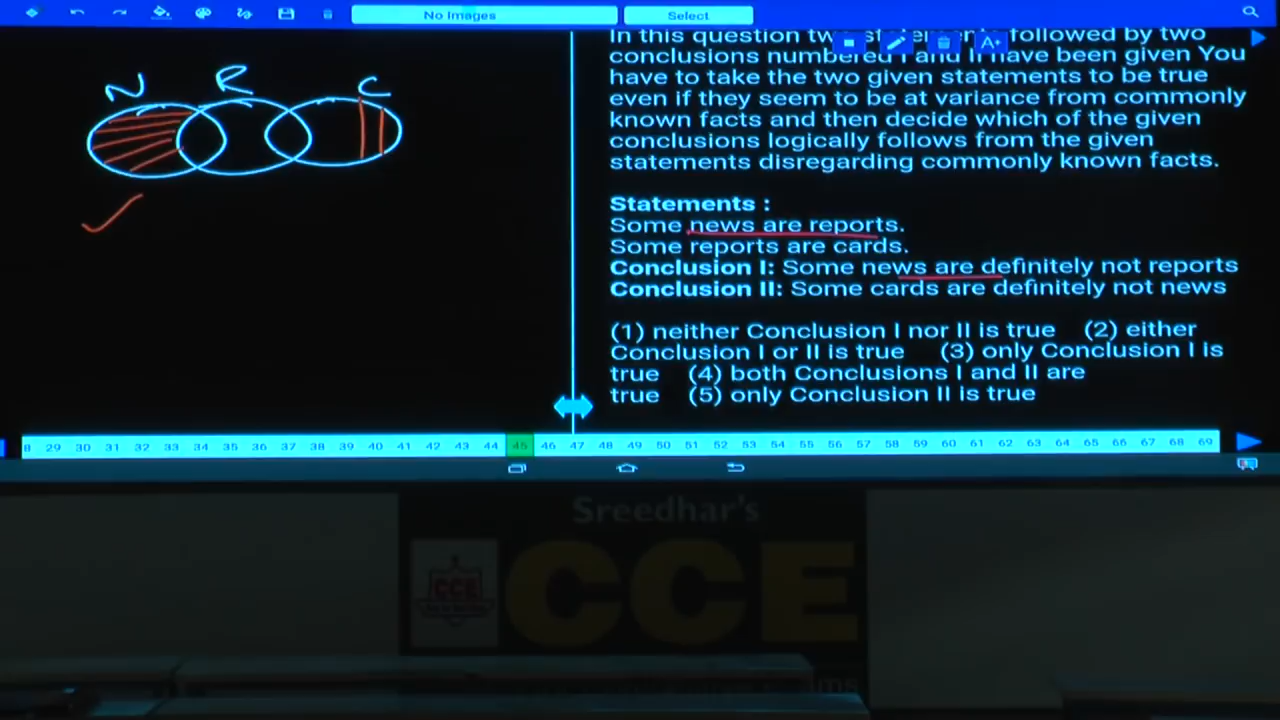 No Images
Select
N R C
In this question two statements followed by two
conclusions numbered I and II have been given You
have to take the two given statements to be true
even if they seem to be at variance from commonly
known facts and then decide which of the given
conclusions logically follows from the given
statements disregarding commonly known facts.
Statements :
Some news are reports.
Some reports are cards.
Conclusion I: Some news are definitely not reports
Conclusion II: Some cards are definitely not news
(1) neither Conclusion I nor II is true (2) either
Conclusion I or II is true (3) only Conclusion I is
true (4) both Conclusions I and II are
true (5) only Conclusion II is true
8 29 30 31 32 33 34 35 36 37 38 39 40 41 42 43 44 45 46 47 48 49 50 51 52 53 54 55 56 57 58 59 60 61 62 63 64 65 66 67 68 69
Sreedhar's
CCE
CCE